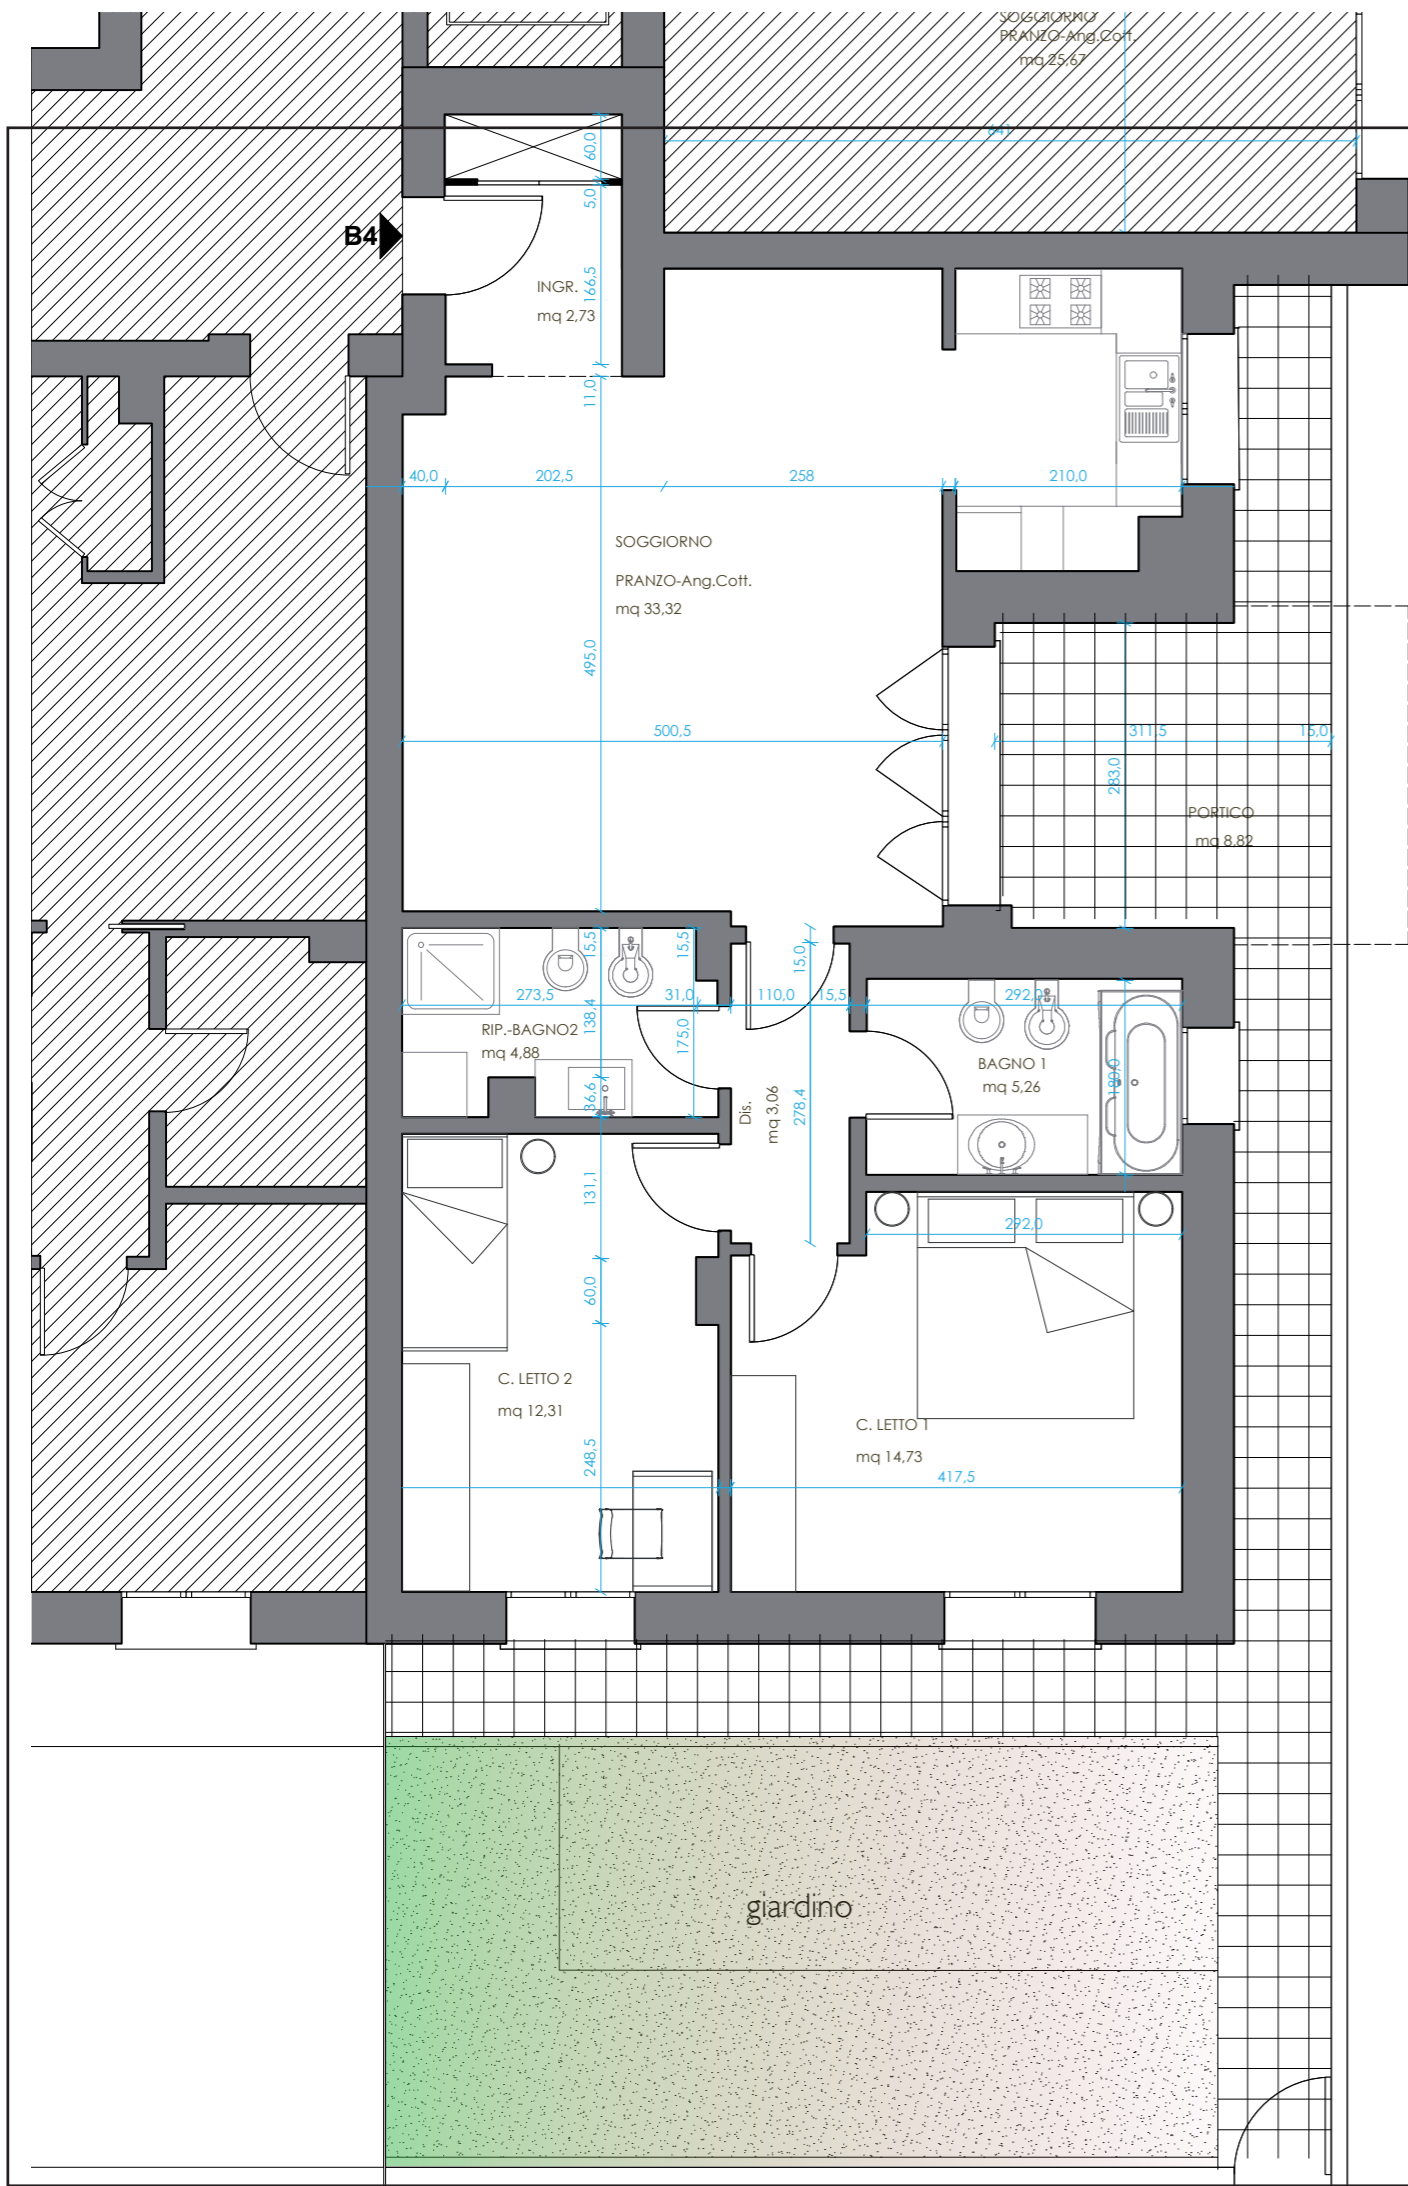 SOGGIORNO
PRANZO-Ang.Cott.
mq 25,67
641
60,0
5,0
B4
166,5
INGR.
mq 2,73
11,0
40,0
202,5
258
210,0
SOGGIORNO
PRANZO-Ang.Cott.
mq 33,32
495,0
500,5
311,5
15,0
283,0
PORTICO
mq 8,82
15,5
15,5
15,0
273,5
31,0
110,0
15,5
292,0
138,4
RIP.-BAGNO2
mq 4,88
175,0
BAGNO 1
mq 5,26
180,0
36,6
Dis.
mq 3,06
278,4
131,1
292,0
60,0
C. LETTO 2
mq 12,31
C. LETTO 1
mq 14,73
248,5
417,5
giardino